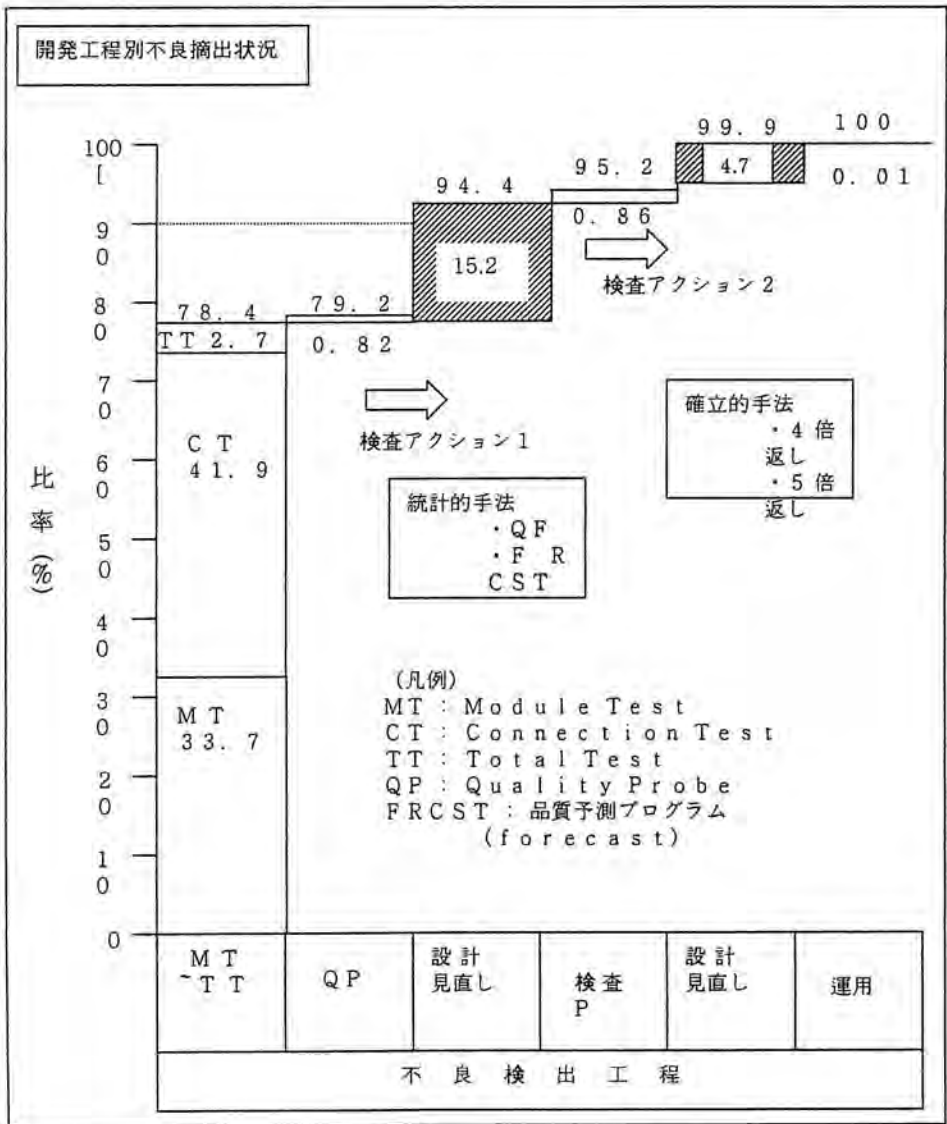 開発工程別不良摘出状況
比率(%)
100
[
90
80
70
60
50
40
30
20
10
0
78.4
TT2.7
CT
41.9
MT
33.7
79.2
0.82
94.4
15.2
95.2
0.86
99.9
4.7
100
0.01
検査アクション2
検査アクション1
確立的手法
・4倍
返し
・5倍
返し
統計的手法
・QF
・F R
CST
(凡例)
MT : Module Test
CT : Connection Test
TT : Total Test
QP : Quality Probe
FRCST : 品質予測プログラム
(forecast)
MT
~TT
QP
設計
見直し
検査
P
設計
見直し
運用
不良検出工程